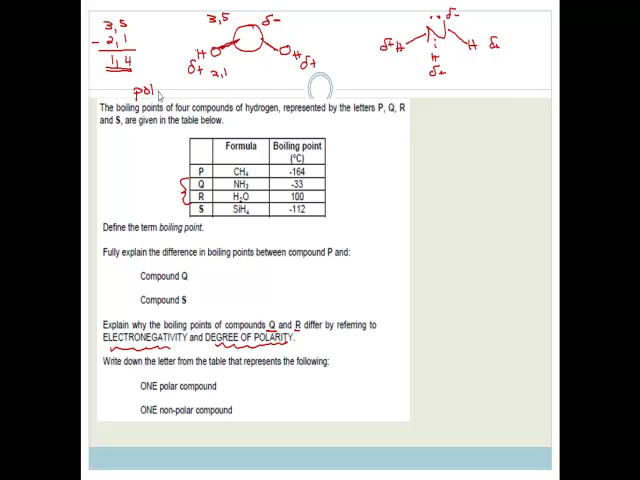 3,5
- 2,1
1,4
3,5 δ-
H H
δ+ 2,1 δ+
δ-
N
δ+ H H δ
H
δ+
pol
The boiling points of four compounds of hydrogen, represented by the letters P, Q, R
and S, are given in the table below.
Formula Boiling point (°C)
P CH₄ -164
Q NH₃ -33
R H₂O 100
S SiH₄ -112
Define the term boiling point.
Fully explain the difference in boiling points between compound P and:
Compound Q
Compound S
Explain why the boiling points of compounds Q and R differ by referring to
ELECTRONEGATIVITY and DEGREE OF POLARITY.
Write down the letter from the table that represents the following:
ONE polar compound
ONE non-polar compound